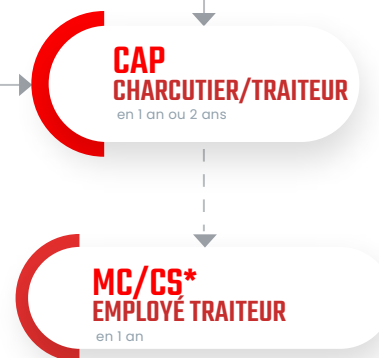 CAP
CHARCUTIER/TRAITEUR
en 1 an ou 2 ans
MC/CS*
EMPLOYÉ TRAITEUR
en 1 an